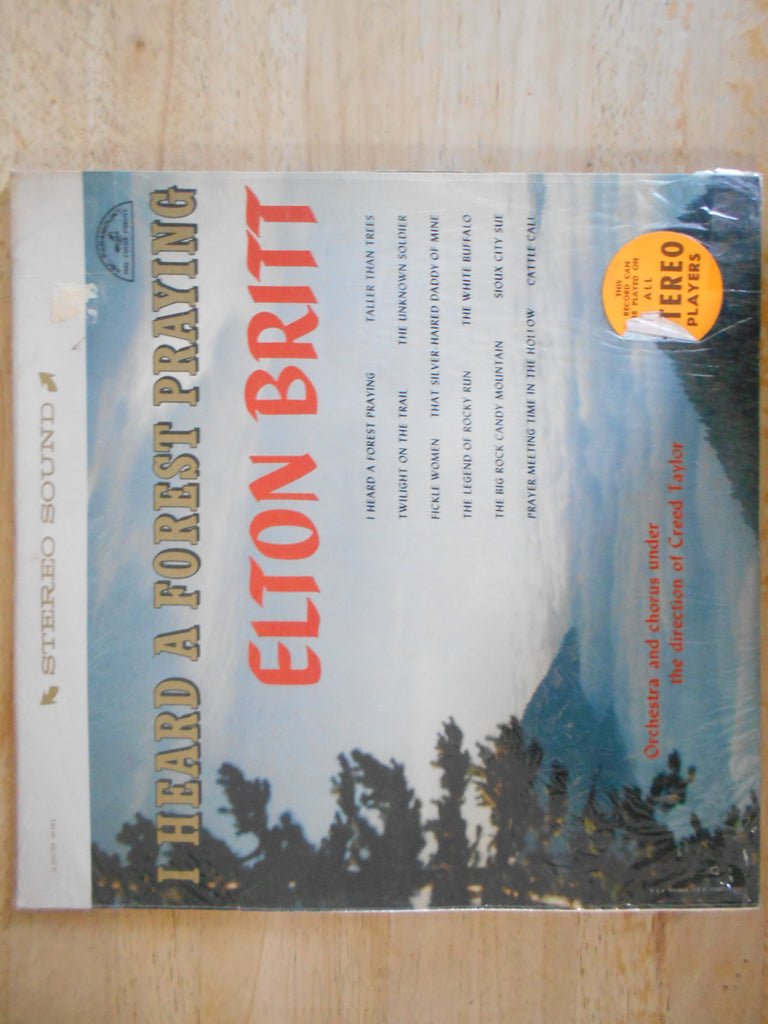 STEREO SOUND
I HEARD A FOREST PRAYING
ELTON BRITT
I HEARD A FOREST PRAYING TALLER THAN TREES
TWILIGHT ON THE TRAIL THE UNKNOWN SOLDIER
FICKLE WOMEN THAT SILVER-HAIRED DADDY OF MINE
THE LEGEND OF ROCKY RUN THE WHITE BUFFALO
THE BIG ROCK CANDY MOUNTAIN SIOUX CITY SUE
PRAYER MEETING TIME IN THE HOLLOW CATTLE CALL
THIS
RECORD CAN
BE PLAYED ON
ALL
STEREO
PLAYERS
Orchestra and chorus under
the direction of Creed Taylor